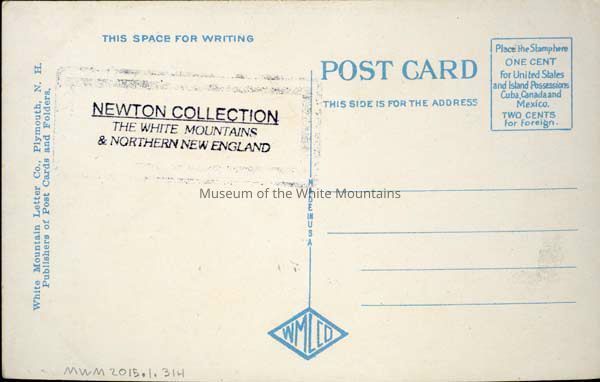 THIS SPACE FOR WRITING
NEWTON COLLECTION
THE WHITE MOUNTAINS
& NORTHERN NEW ENGLAND
White Mountain Letter Co., Plymouth, N. H.
Publishers of Post Cards and Folders.
POST CARD
THIS SIDE IS FOR THE ADDRESS
Place the Stamp here
ONE CENT
for United States
and Island Possessions
Cuba, Canada and
Mexico.
TWO CENTS
for Foreign.
MADE IN USA
Museum of the White Mountains
WMLCO
MWM 2015.1.314